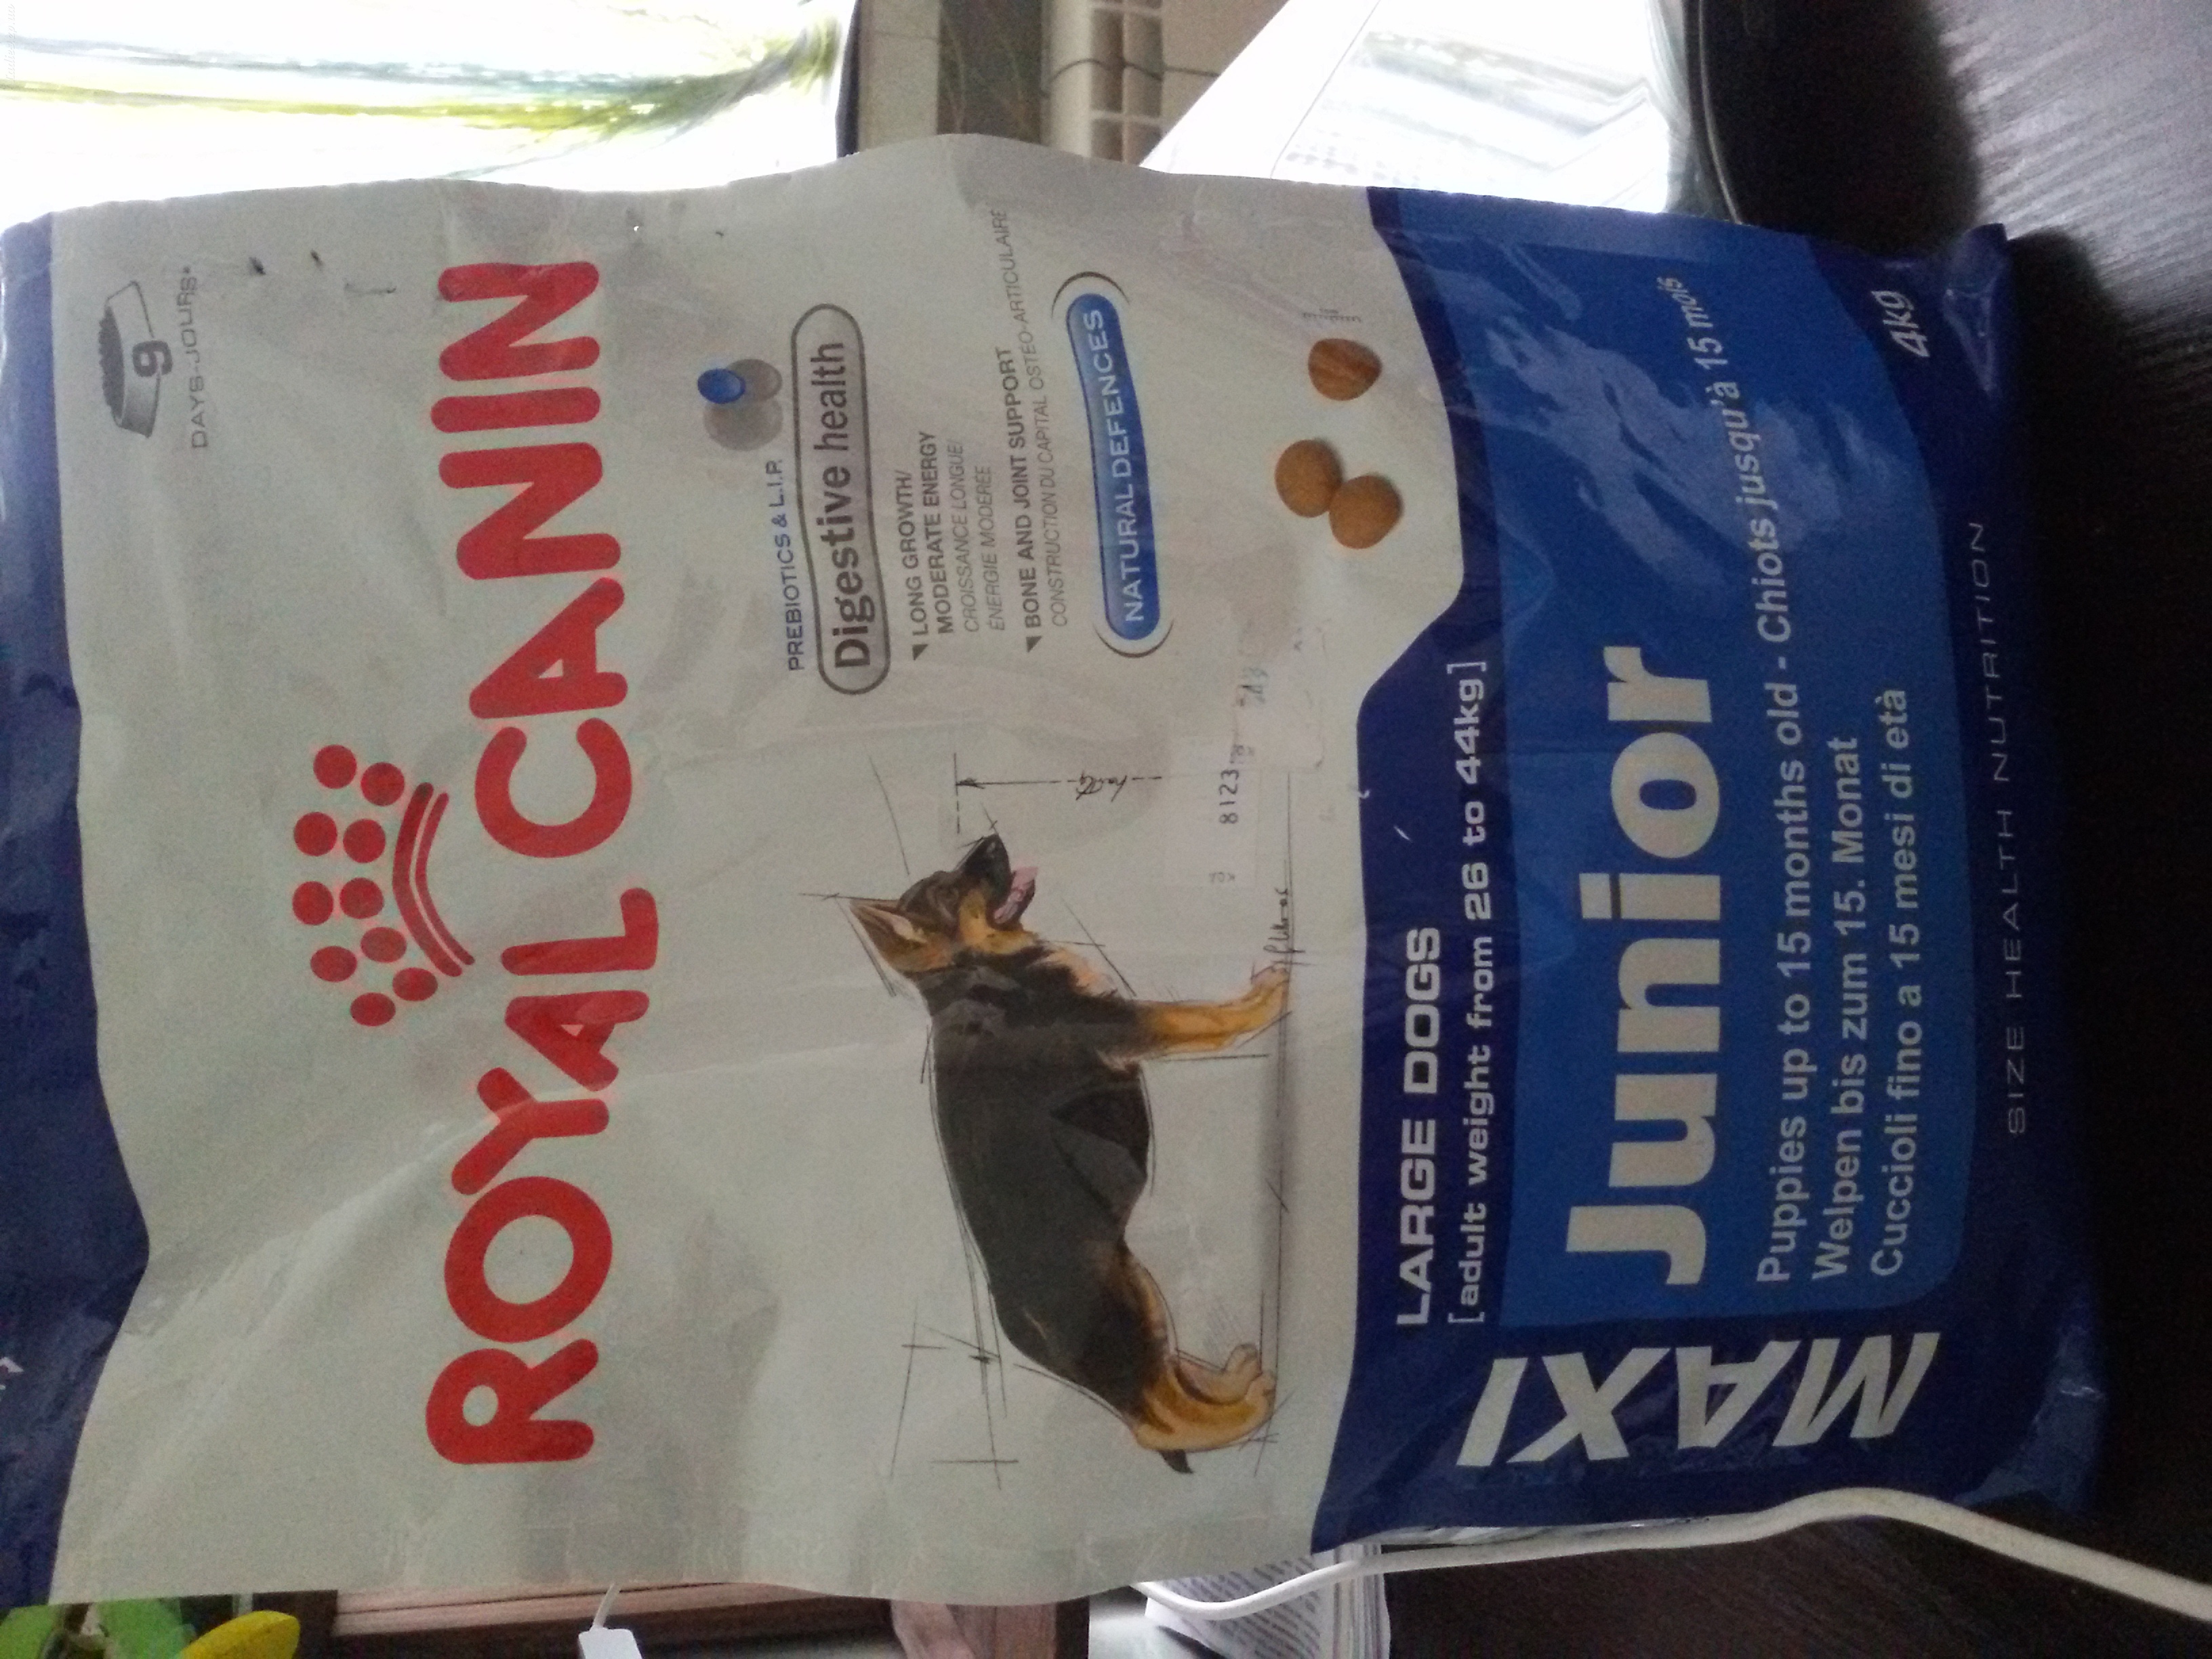 9
DAYS-JOURS*
ROYAL CANIN
PREBIOTICS & L.I.P.
Digestive health
LONG GROWTH/
MODERATE ENERGY
CROISSANCE LONGUE/
ÉNERGIE MODÉRÉE
BONE AND JOINT SUPPORT
CONSTRUCTION DU CAPITAL OSTÉO-ARTICULAIRE
NATURAL DEFENCES
8123
LARGE DOGS
[adult weight from 26 to 44kg]
MAXI
Junior
Puppies up to 15 months old - Chiots jusqu'à 15 mois
Welpen bis zum 15. Monat
Cuccioli fino a 15 mesi di età
4kg
SIZE HEALTH NUTRITION